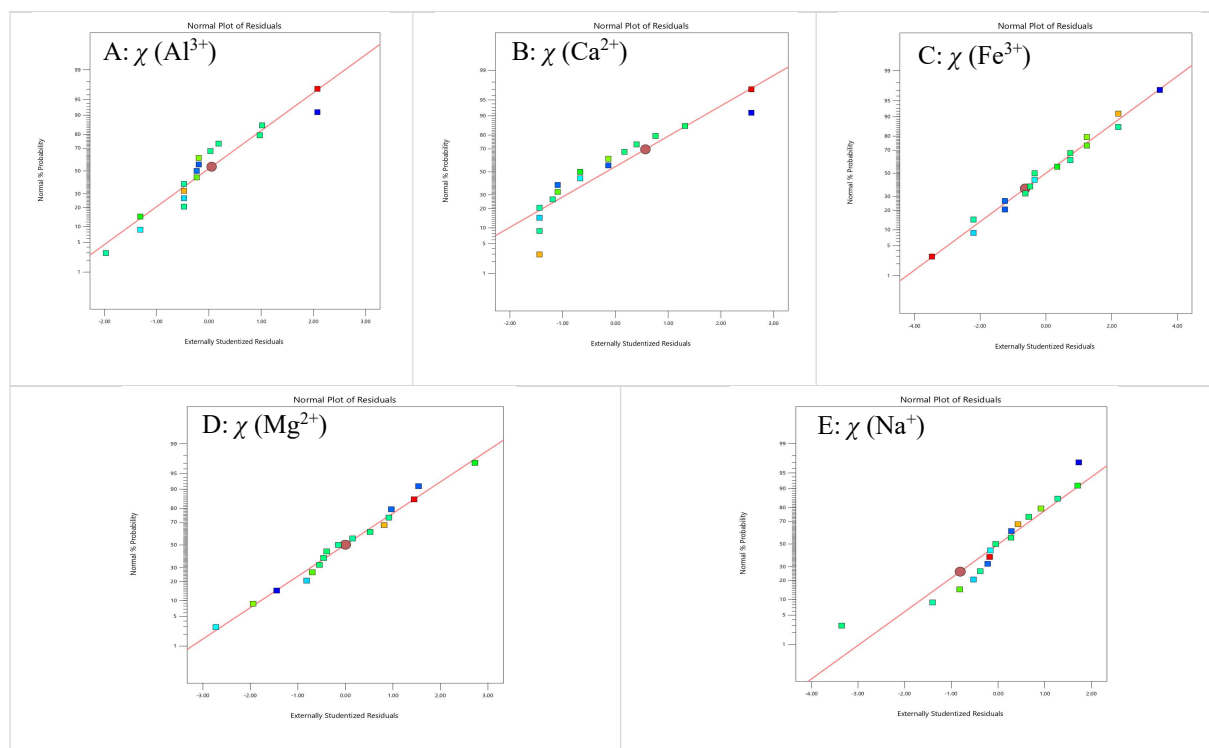 Normal Plot of Residuals
A: χ (Al³⁺)
Normal % Probability
99
95
90
80
70
50
30
20
10
5
1
-2.00 -1.00 0.00 1.00 2.00 3.00
Externally Studentized Residuals
Normal Plot of Residuals
B: χ (Ca²⁺)
Normal % Probability
99
95
90
80
70
50
30
20
10
5
1
-2.00 -1.00 0.00 1.00 2.00 3.00
Externally Studentized Residuals
Normal Plot of Residuals
C: χ (Fe³⁺)
Normal % Probability
99
95
90
80
70
50
30
20
10
5
1
-4.00 -2.00 0.00 2.00 4.00
Externally Studentized Residuals
Normal Plot of Residuals
D: χ (Mg²⁺)
Normal % Probability
99
95
90
80
70
50
30
20
10
5
1
-3.00 -2.00 -1.00 0.00 1.00 2.00 3.00
Externally Studentized Residuals
Normal Plot of Residuals
E: χ (Na⁺)
Normal % Probability
99
95
90
80
70
50
30
20
10
5
1
-4.00 -3.00 -2.00 -1.00 0.00 1.00 2.00
Externally Studentized Residuals